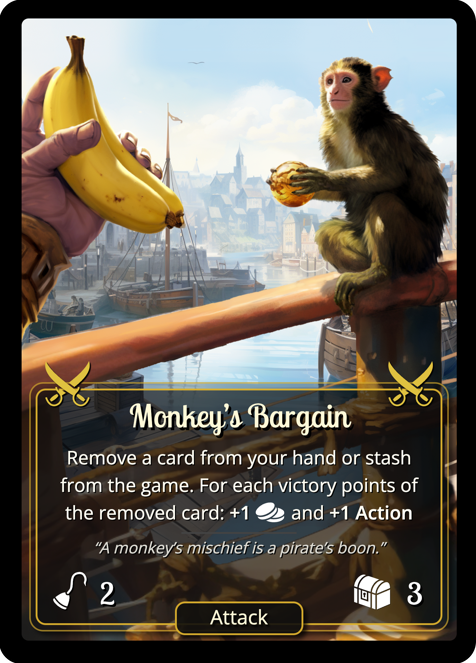 Monkey's Bargain
Remove a card from your hand or stash
from the game. For each victory points of
the removed card: +1 and +1 Action
“A monkey’s mischief is a pirate’s boon.”
2 3
Attack